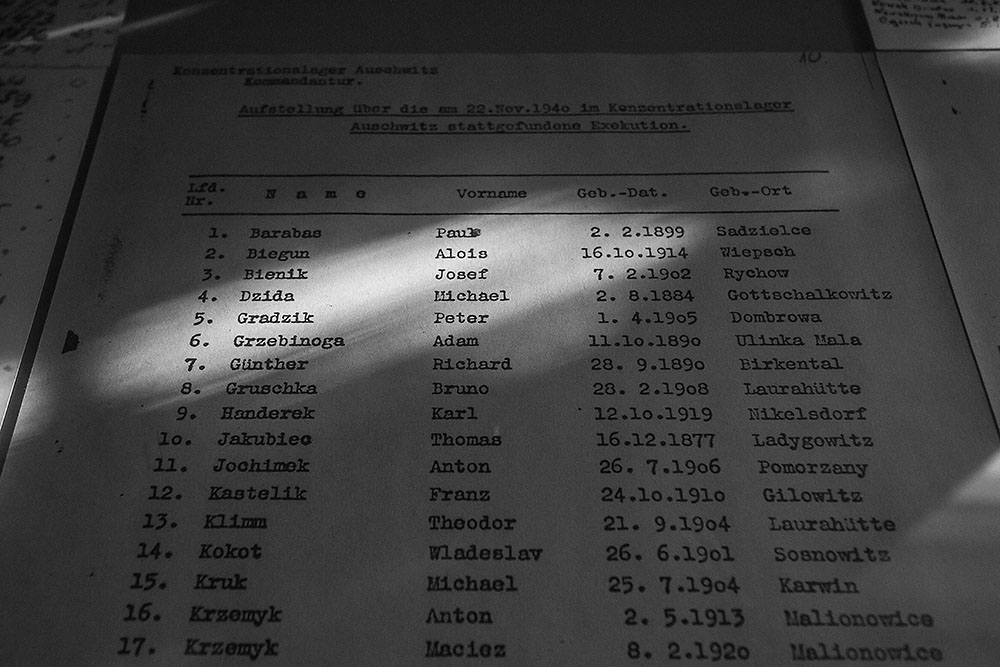 10.
Konzentrationslager Auschwitz
Kommandantur.
Aufstellung über die am 22.Nov.194o im Konzentrationslager
Auschwitz stattgefundene Exekution.
Lfd. Nr. N a m e Vorname Geb.-Dat. Geb.-Ort
1. Barabas Paul 2. 2.1899 Sadzielce
2. Biegun Alois 16.1o.1914 Wiepsch
3. Bienik Josef 7. 2.19o2 Rychow
4. Dzida Michael 2. 8.1884 Gottschalkowitz
5. Gradzik Peter 1. 4.19o5 Dombrowa
6. Grzebinoga Adam 11.1o.189o Ulinka Mala
7. Günther Richard 28. 9.189o Birkental
8. Gruschka Bruno 28. 2.19o8 Laurahütte
9. Handerek Karl 12.1o.1919 Nikelsdorf
1o. Jakubiec Thomas 16.12.1877 Ladygowitz
11. Jochimek Anton 26. 7.19o6 Pomorzany
12. Kastelik Franz 24.1o.191o Gilowitz
13. Klimm Theodor 21. 9.19o4 Laurahütte
14. Kokot Wladeslav 26. 6.19o1 Sosnowitz
15. Kruk Michael 25. 7.19o4 Karwin
16. Krzemyk Anton 2. 5.1913 Malionowice
17. Krzemyk Maciez 8. 2.192o Malionowice